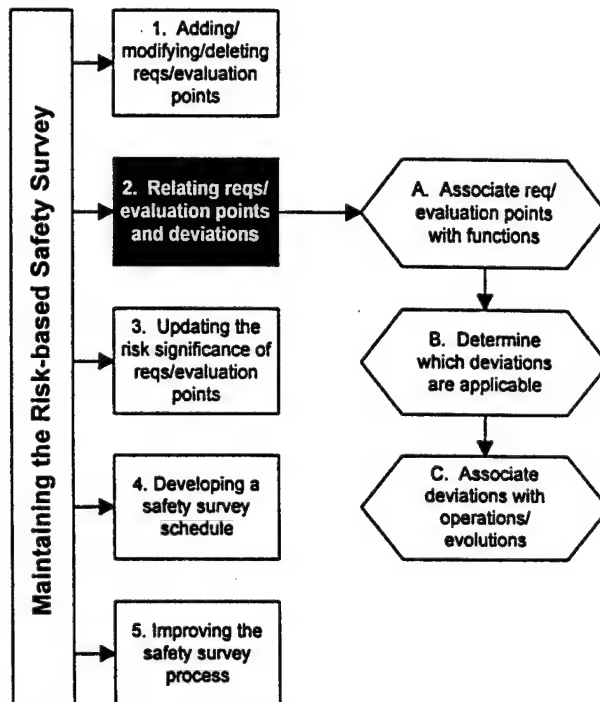 Maintaining the Risk-based Safety Survey
1. Adding/
modifying/deleting
reqs/evaluation
points
2. Relating reqs/
evaluation points
and deviations
A. Associate req/
evaluation points
with functions
B. Determine
which deviations
are applicable
3. Updating the
risk significance of
reqs/evaluation
points
C. Associate
deviations with
operations/
evolutions
4. Developing a
safety survey
schedule
5. Improving the
safety survey
process